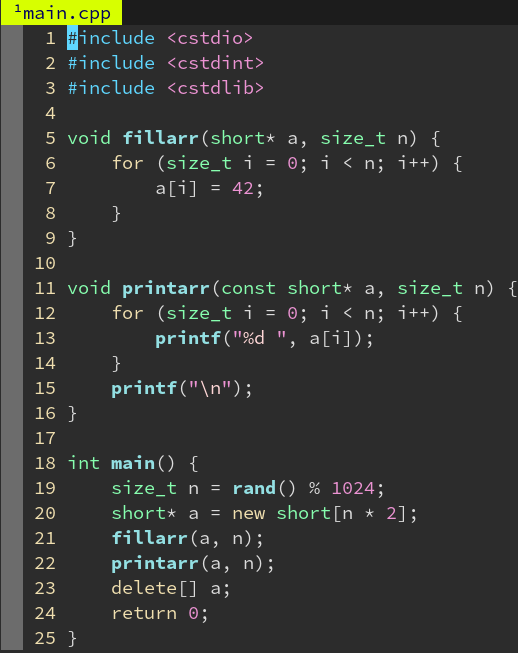 ¹main.cpp
1 #include <cstdio>
2 #include <cstdint>
3 #include <cstdlib>
4
5 void fillarr(short* a, size_t n) {
6     for (size_t i = 0; i < n; i++) {
7         a[i] = 42;
8     }
9 }
10
11 void printarr(const short* a, size_t n) {
12     for (size_t i = 0; i < n; i++) {
13         printf("%d ", a[i]);
14     }
15     printf("\n");
16 }
17
18 int main() {
19     size_t n = rand() % 1024;
20     short* a = new short[n * 2];
21     fillarr(a, n);
22     printarr(a, n);
23     delete[] a;
24     return 0;
25 }